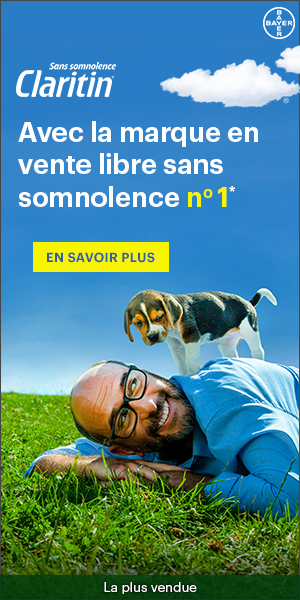 BAYER
Sans somnolence
Claritin®
Avec la marque en
vente libre sans
somnolence nº 1*
EN SAVOIR PLUS
La plus vendue